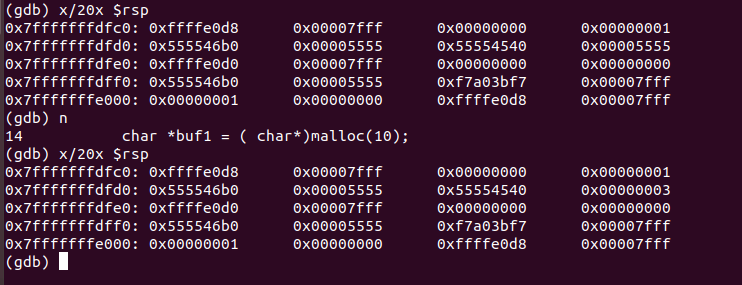 (gdb) x/20x $rsp
0x7fffffffdfc0: 0xffffe0d8 0x00007fff 0x00000000 0x00000001
0x7fffffffdfd0: 0x555546b0 0x00005555 0x55554540 0x00005555
0x7fffffffdfe0: 0xffffe0d0 0x00007fff 0x00000000 0x00000000
0x7fffffffdff0: 0x555546b0 0x00005555 0xf7a03bf7 0x00007fff
0x7fffffffe000: 0x00000001 0x00000000 0xffffe0d8 0x00007fff
(gdb) n
14 char *buf1 = ( char*)malloc(10);
(gdb) x/20x $rsp
0x7fffffffdfc0: 0xffffe0d8 0x00007fff 0x00000000 0x00000001
0x7fffffffdfd0: 0x555546b0 0x00005555 0x55554540 0x00000003
0x7fffffffdfe0: 0xffffe0d0 0x00007fff 0x00000000 0x00000000
0x7fffffffdff0: 0x555546b0 0x00005555 0xf7a03bf7 0x00007fff
0x7fffffffe000: 0x00000001 0x00000000 0xffffe0d8 0x00007fff
(gdb)